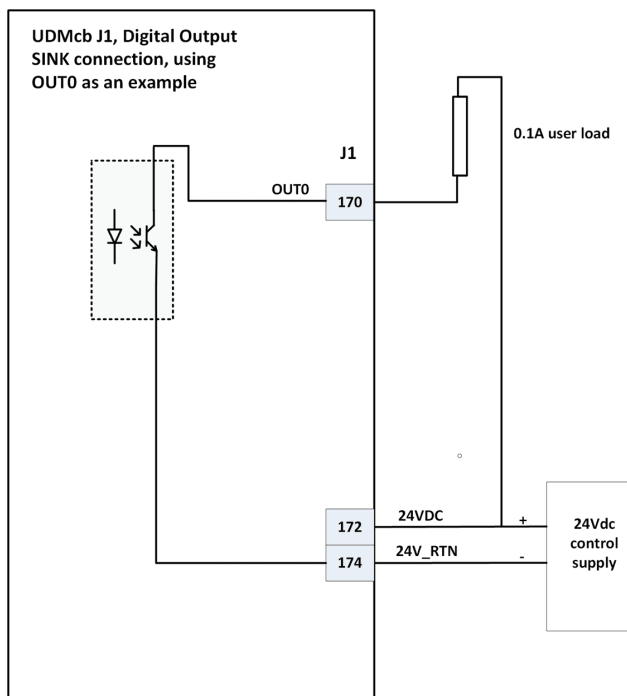 UDMcb J1, Digital Output
SINK connection, using
OUT0 as an example
J1
0.1A user load
OUT0
170
172
24VDC
+
174
24V_RTN
-
24Vdc
control
supply